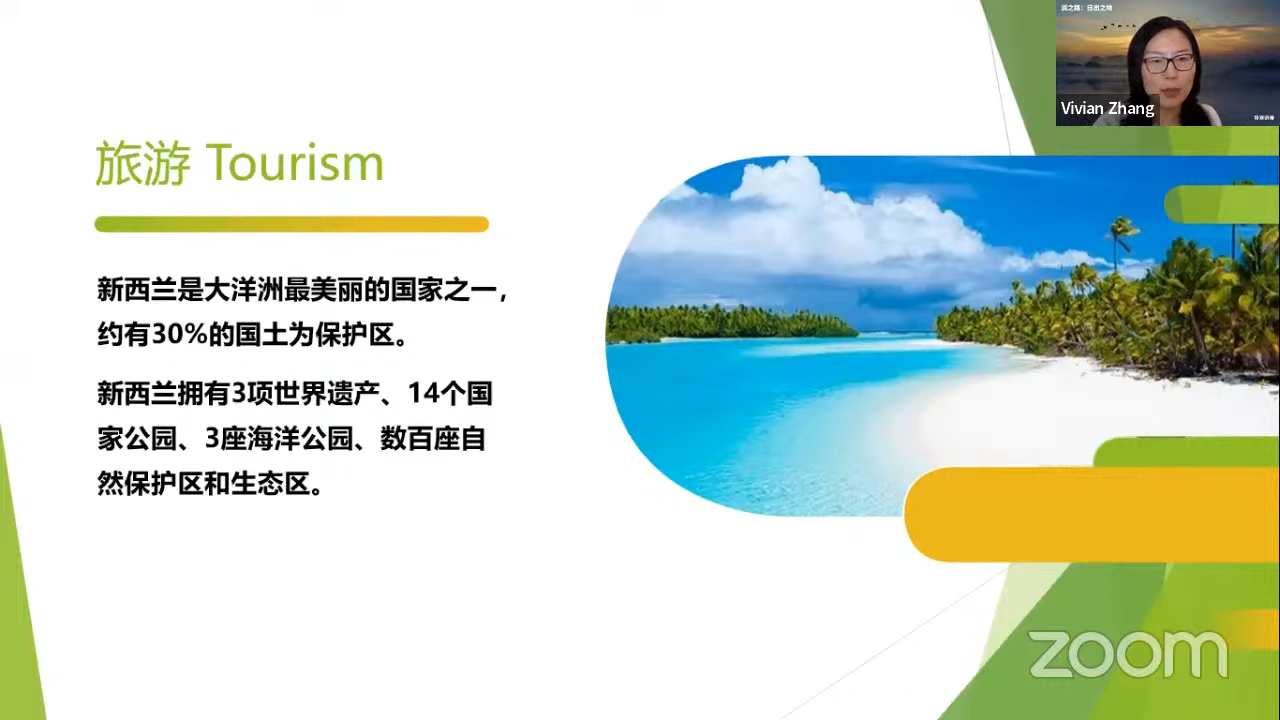 旅游 Tourism
新西兰是大洋洲最美丽的国家之一，
约有30%的国土为保护区。
新西兰拥有3项世界遗产、14个国
家公园、3座海洋公园、数百座自
然保护区和生态区。
Vivian Zhang
zoom